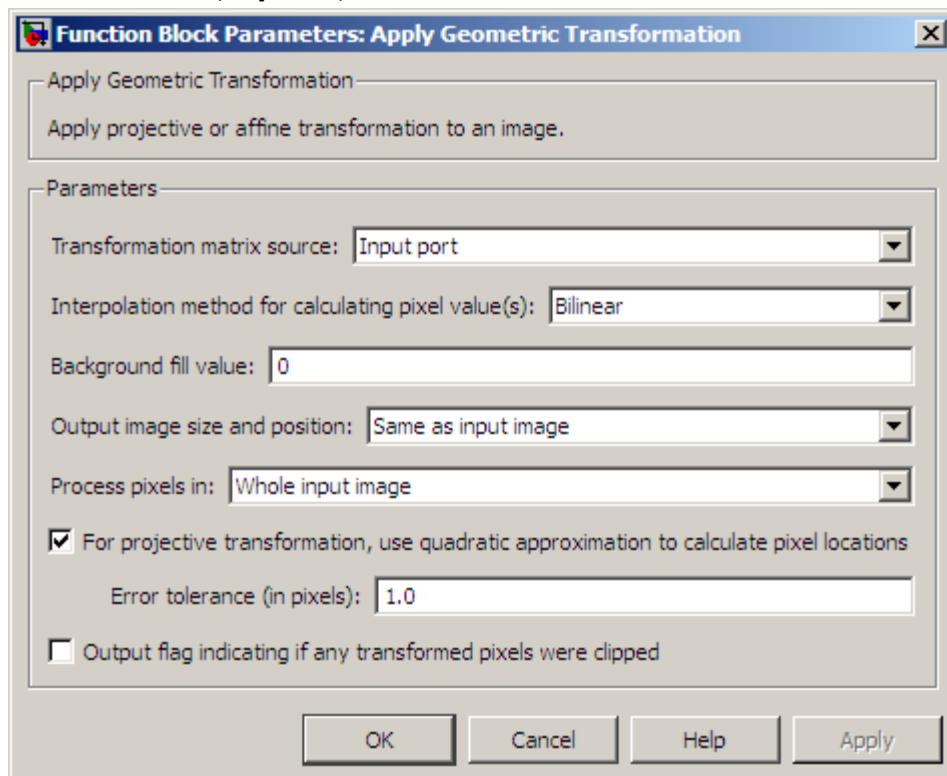 Function Block Parameters: Apply Geometric Transformation
Apply Geometric Transformation
Apply projective or affine transformation to an image.
Parameters
Transformation matrix source: Input port
Interpolation method for calculating pixel value(s): Bilinear
Background fill value: 0
Output image size and position: Same as input image
Process pixels in: Whole input image
For projective transformation, use quadratic approximation to calculate pixel locations
Error tolerance (in pixels): 1.0
Output flag indicating if any transformed pixels were clipped
OK Cancel Help Apply